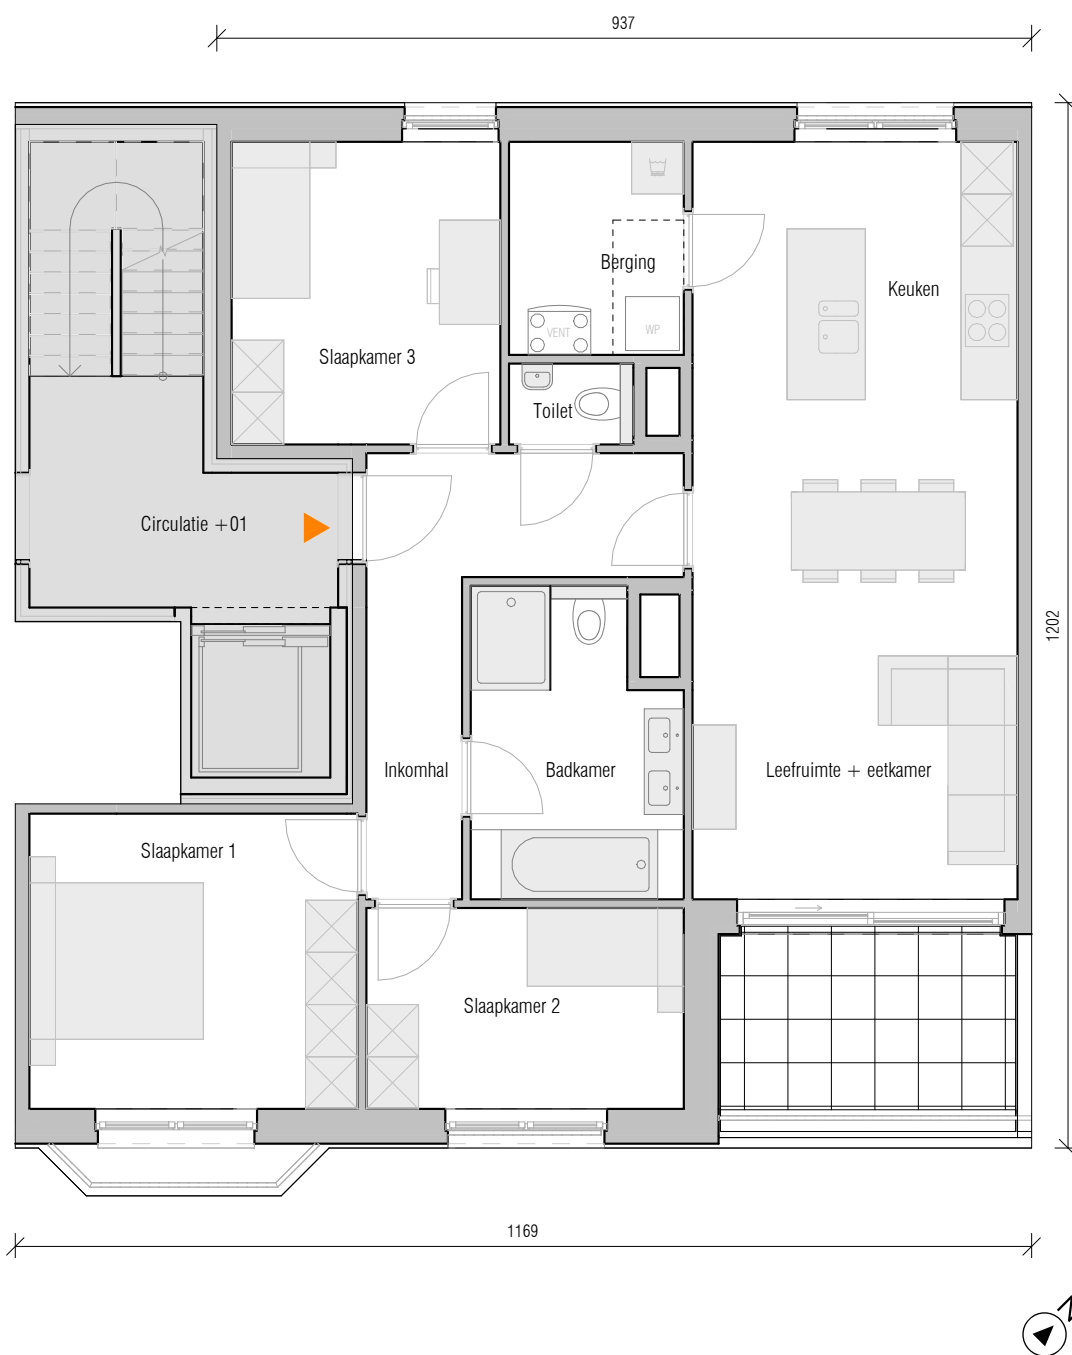 937
Berging
Keuken
VENT
WP
Slaapkamer 3
Toilet
Circulatie +01
1202
Inkomhal
Badkamer
Leefruimte + eetkamer
Slaapkamer 1
Slaapkamer 2
1169
N